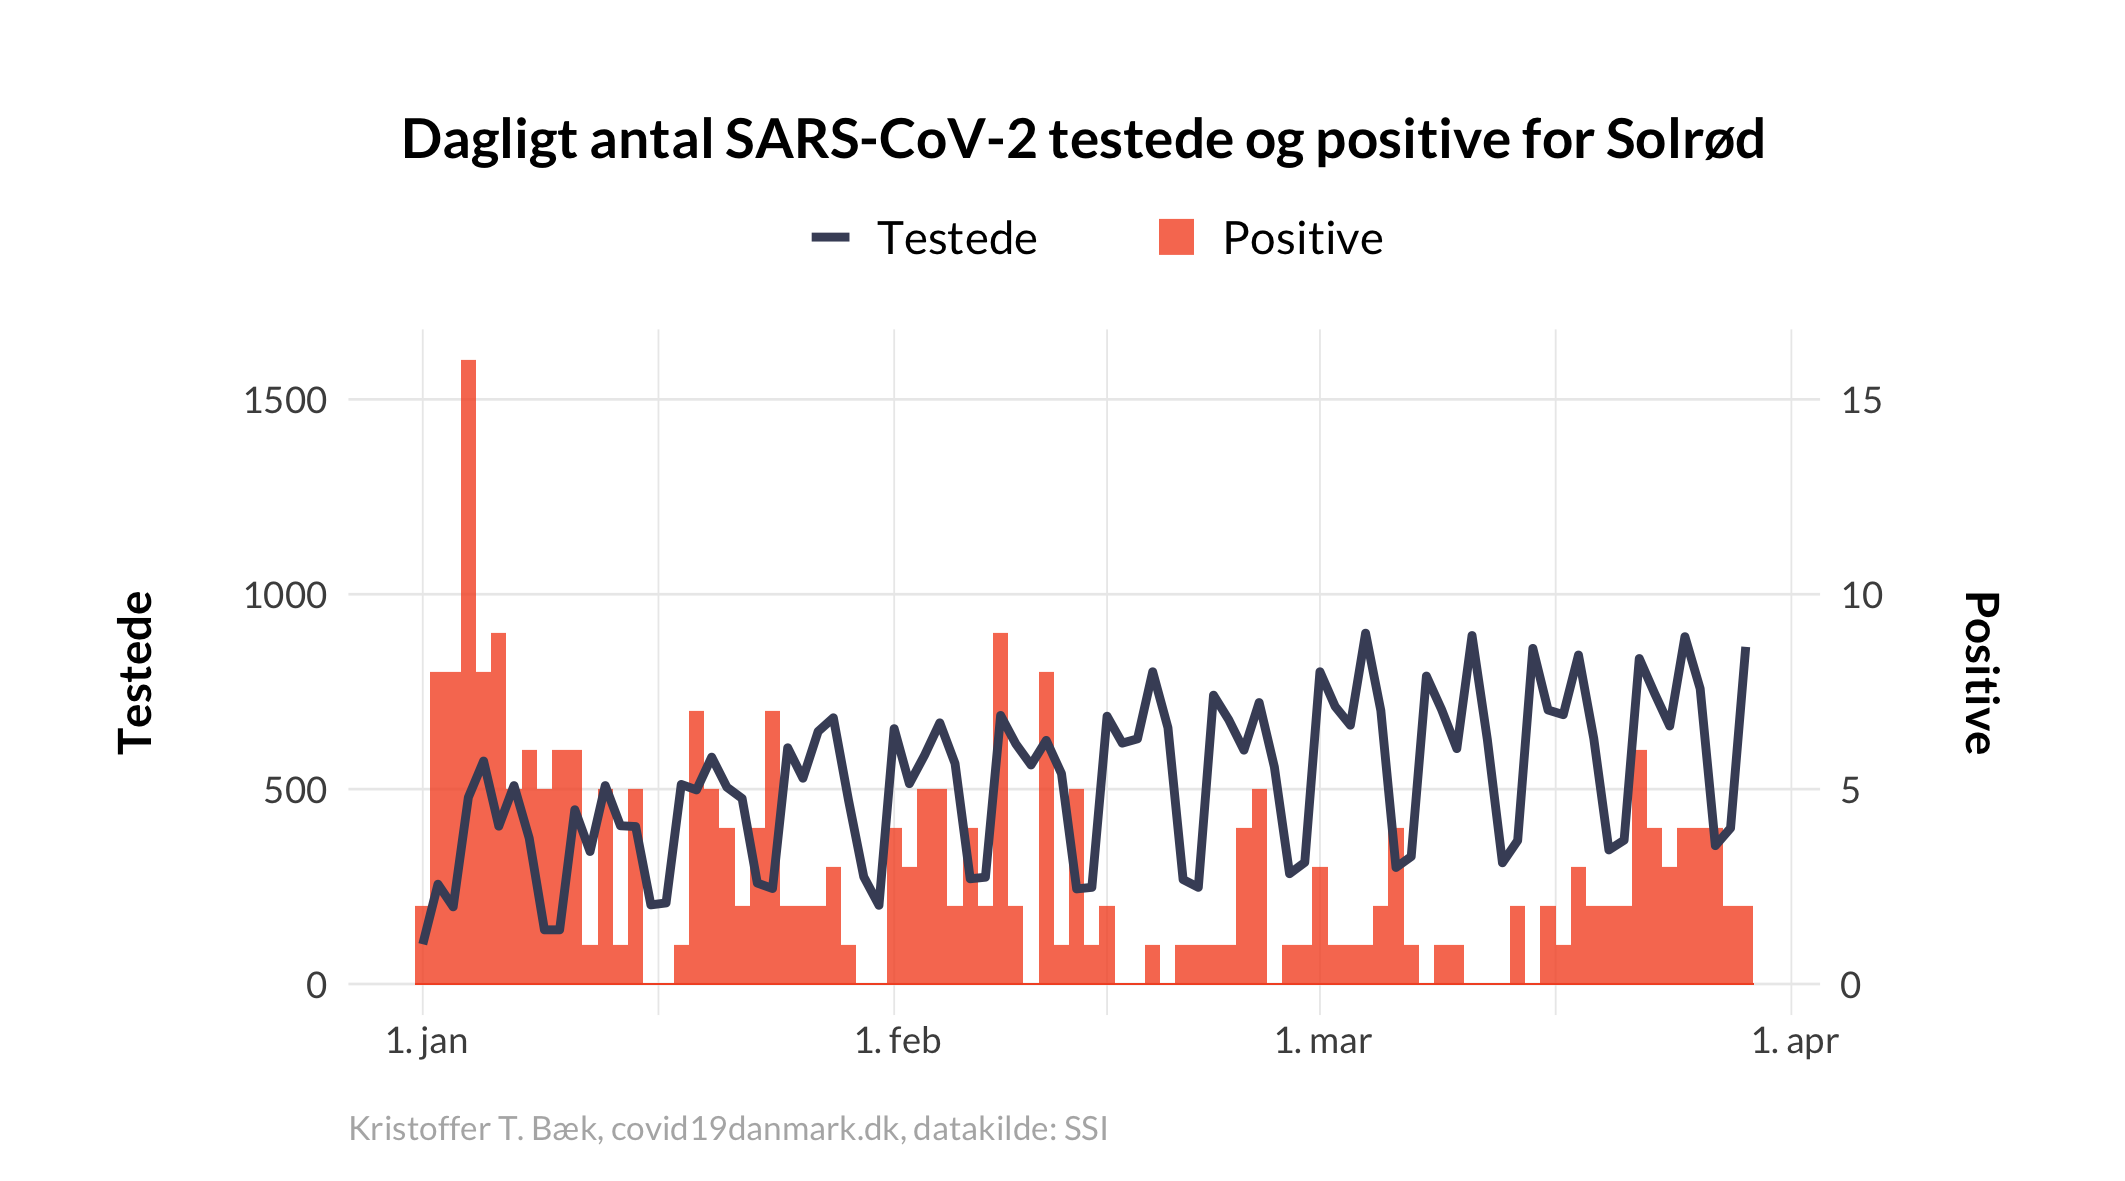 Dagligt antal SARS-CoV-2 testede og positive for Solrød
Testede Positive
1500 15
1000 10
500 5
0 0
Testede
Positive
1. jan 1. feb 1. mar 1. apr
Kristoffer T. Bæk, covid19danmark.dk, datakilde: SSI